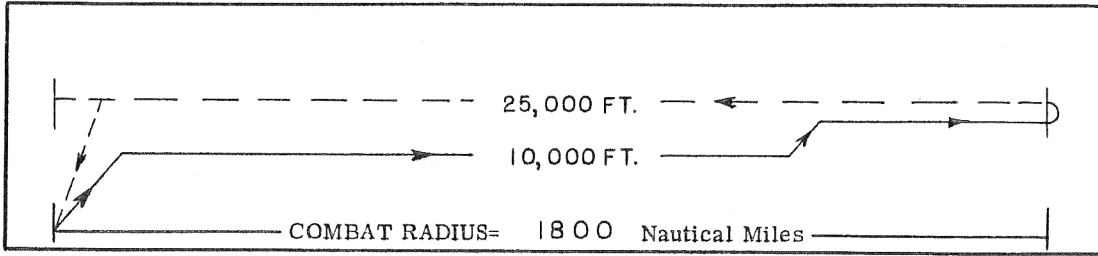 25,000 FT.
10,000 FT.
COMBAT RADIUS= 1800 Nautical Miles